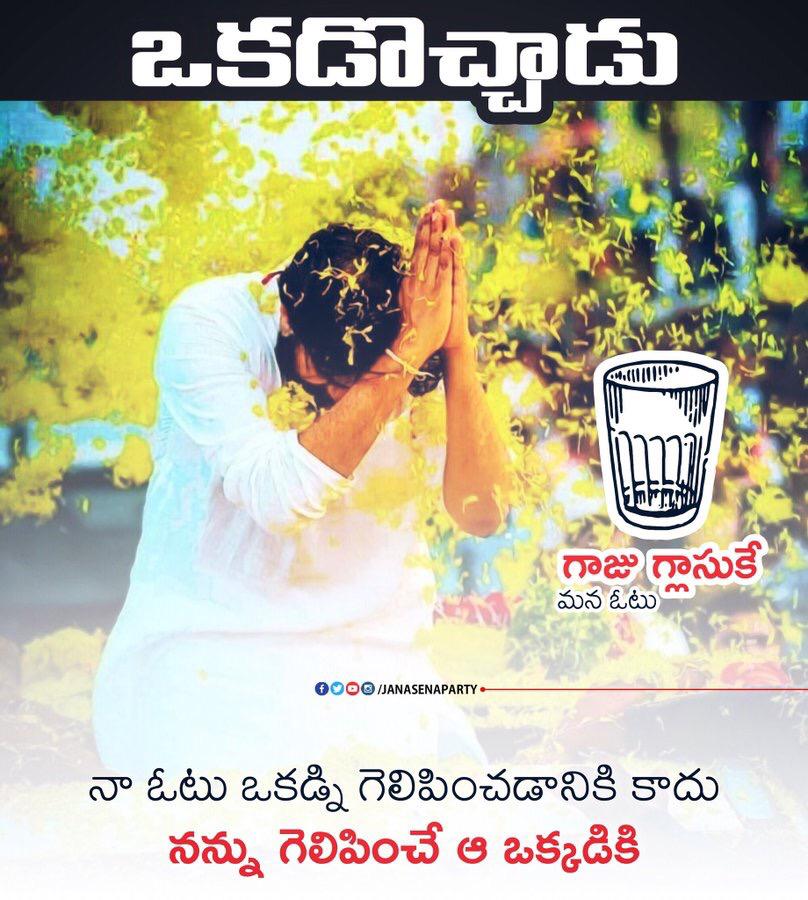 ఒకడొచ్చాడు
గాజు గ్లాసుకే
మన ఓటు
/JANASENAPARTY
నా ఓటు ఒకడ్ని గెలిపించడానికి కాదు
నన్ను గెలిపించే ఆ ఒక్కడికి